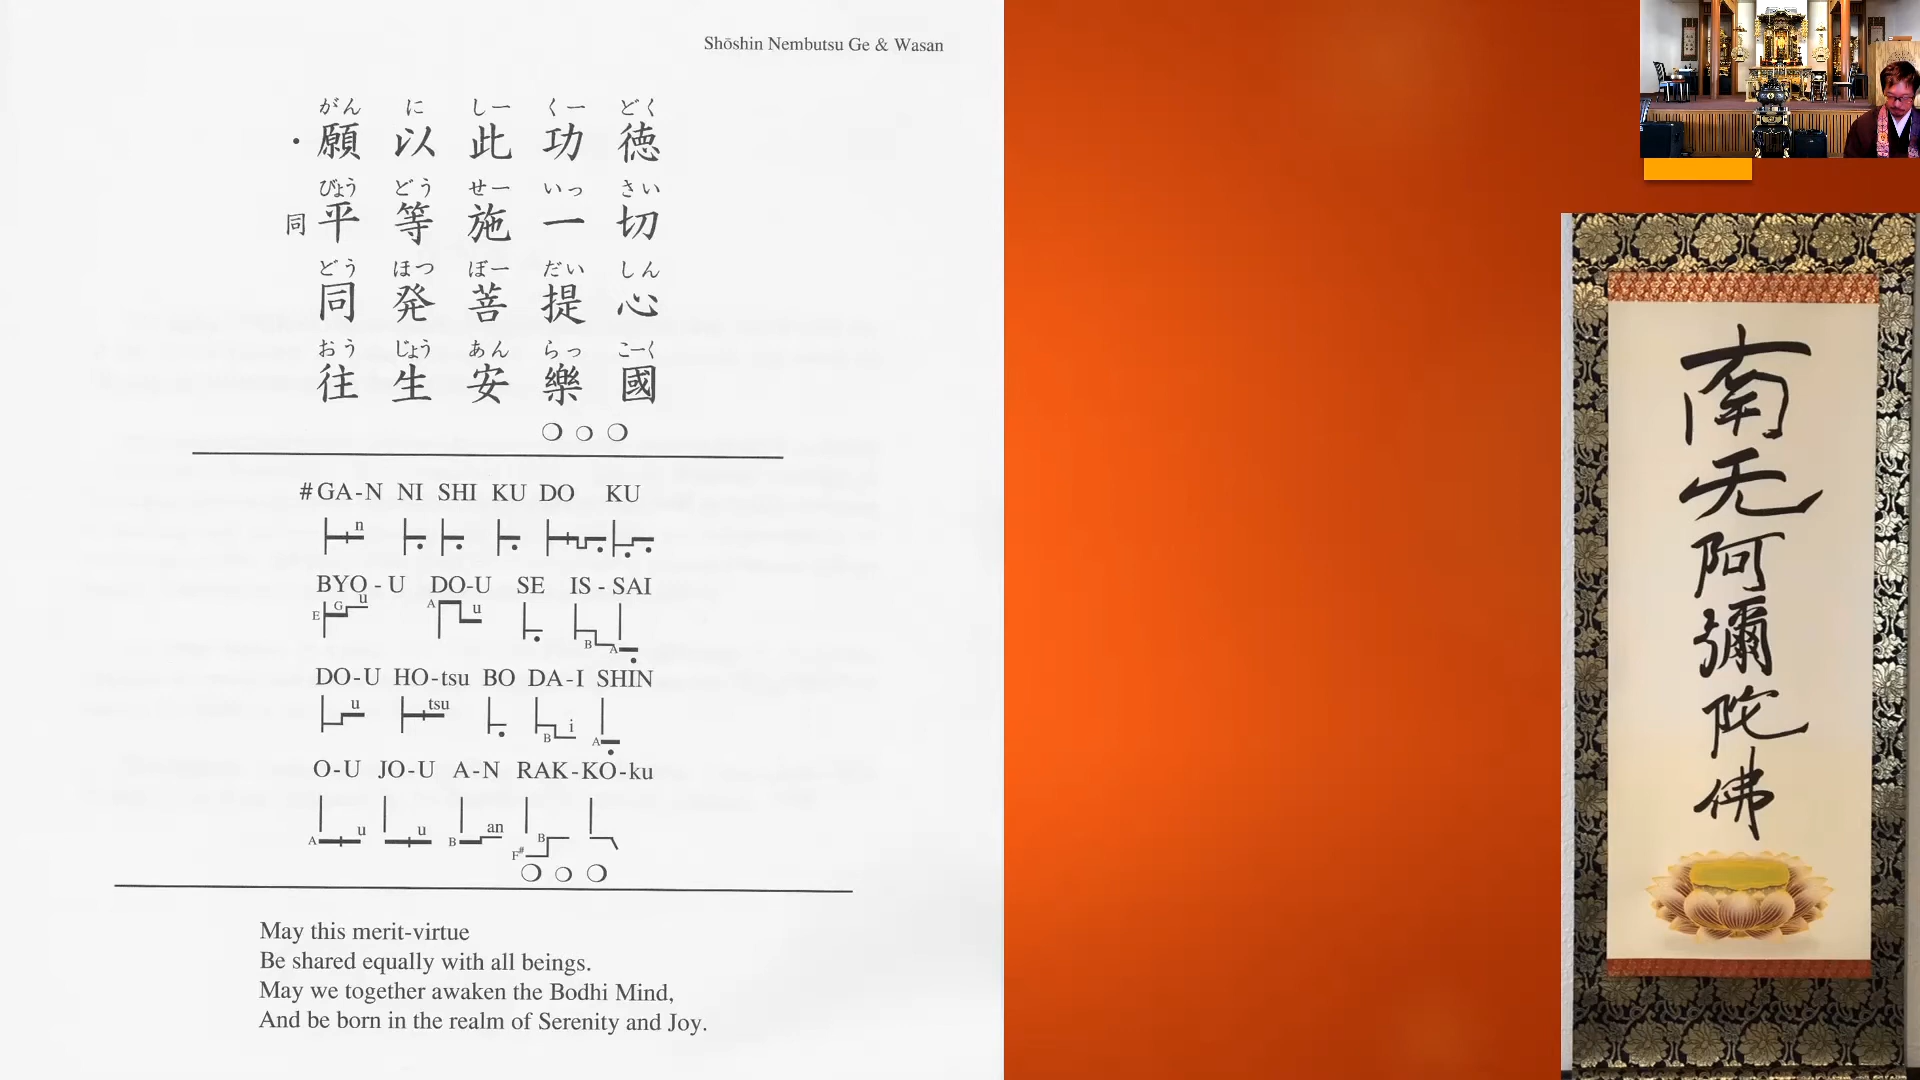 Shōshin Nembutsu Ge & Wasan
がん に しー くー どく
・願以此功徳
びょう どう せー いっ さい
同 平等施一切
どう ほつ ぼー だい しん
同発菩提心
おう じょう あん らっ こーく
往生安樂國
○ ○ ○
#GA-N NI SHI KU DO KU
n
BYO-U DO-U SE IS-SAI
E G u A u B A
DO-U HO-tsu BO DA-I SHIN
u tsu B i A
O-U JO-U A-N RAK-KO-ku
A u u B an F# B
○ ○ ○
May this merit-virtue
Be shared equally with all beings.
May we together awaken the Bodhi Mind,
And be born in the realm of Serenity and Joy.
南无阿彌陀佛